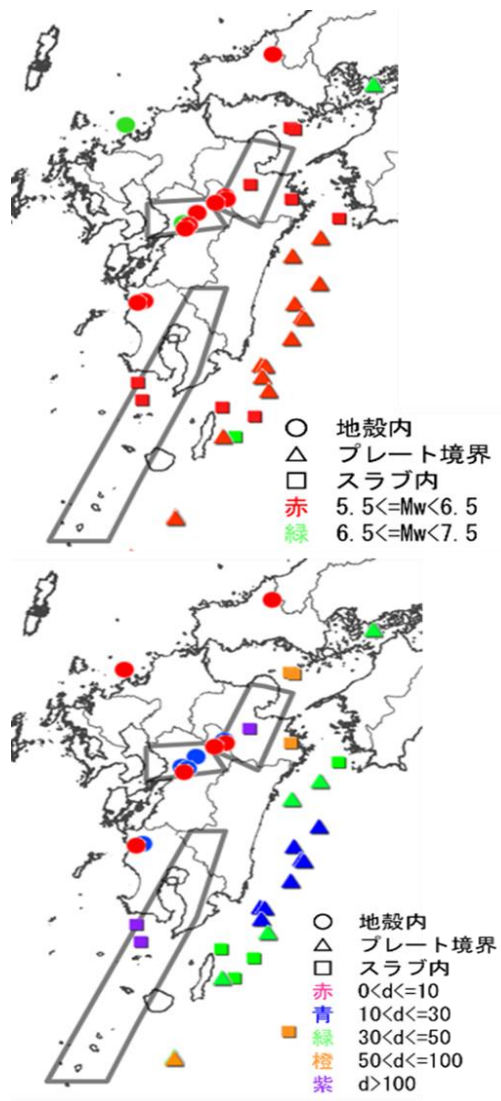 ○ 地殻内
△ プレート境界
□ スラブ内
赤 5.5<=Mw<6.5
緑 6.5<=Mw<7.5
○ 地殻内
△ プレート境界
□ スラブ内
赤 0<d<=10
青 10<d<=30
緑 30<d<=50
橙 50<d<=100
紫 d>100